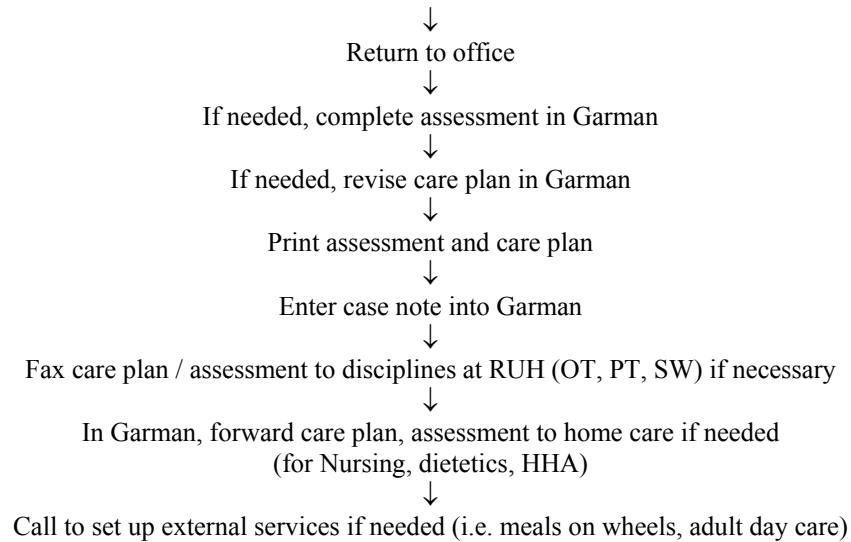 ↓
Return to office
↓
If needed, complete assessment in Garman
↓
If needed, revise care plan in Garman
↓
Print assessment and care plan
↓
Enter case note into Garman
↓
Fax care plan / assessment to disciplines at RUH (OT, PT, SW) if necessary
↓
In Garman, forward care plan, assessment to home care if needed
(for Nursing, dietetics, HHA)
↓
Call to set up external services if needed (i.e. meals on wheels, adult day care)